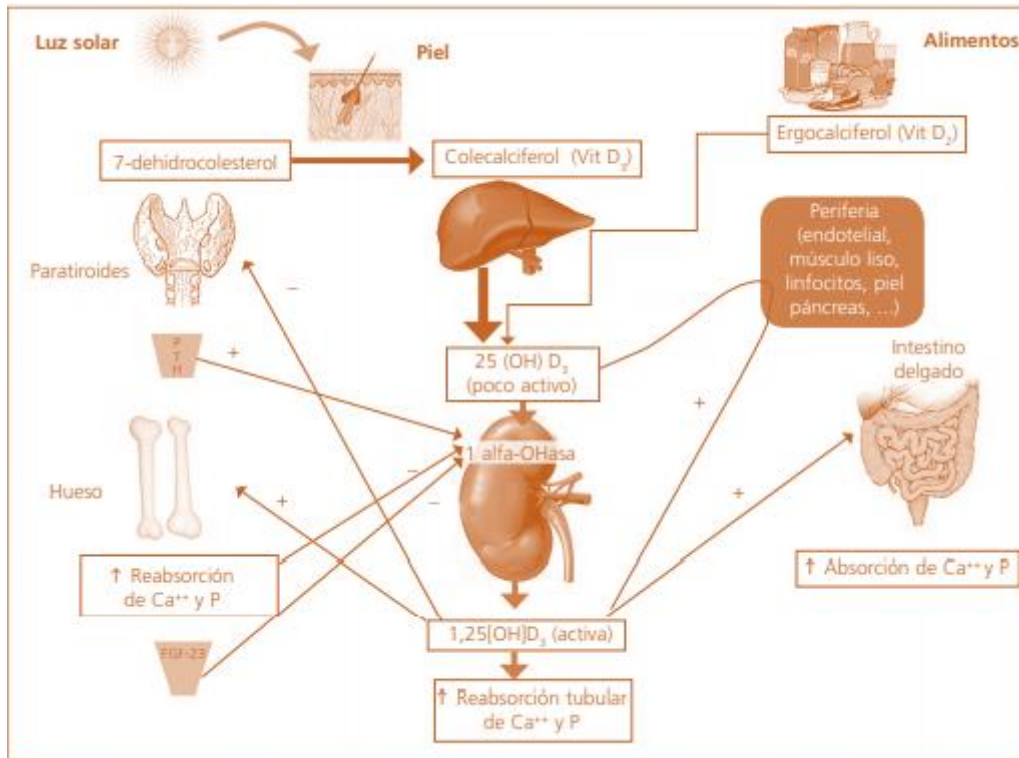 Luz solar
Piel
Alimentos
7-dehidrocolesterol
Colecalciferol (Vit D₃)
Ergocalciferol (Vit D₂)
Paratiroides
Periferia
(endotelial,
músculo liso,
linfocitos, piel
páncreas, ...)
–
P
T
H
+
25 (OH) D₃
(poco activo)
Intestino
delgado
+
1 alfa-OHasa
–
Hueso
+
–
+
↑ Reabsorción
de Ca⁺⁺ y P
↑ Absorción de Ca⁺⁺ y P
FGF-23
1,25[OH]D₃ (activa)
↑ Reabsorción tubular
de Ca⁺⁺ y P